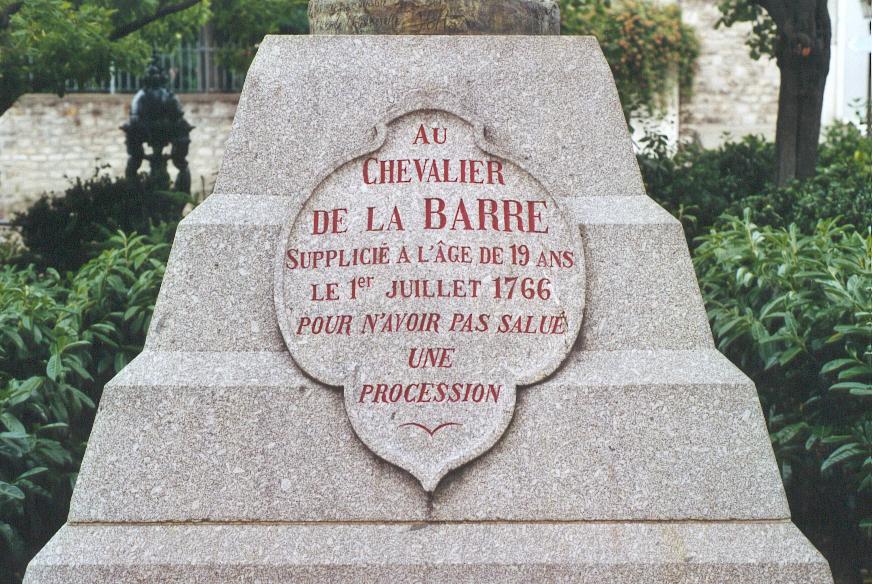 AU
CHEVALIER
DE LA BARRE
SUPPLICIÉ A L'ÂGE DE 19 ANS
LE 1er JUILLET 1766
POUR N'AVOIR PAS SALUÉ
UNE
PROCESSION